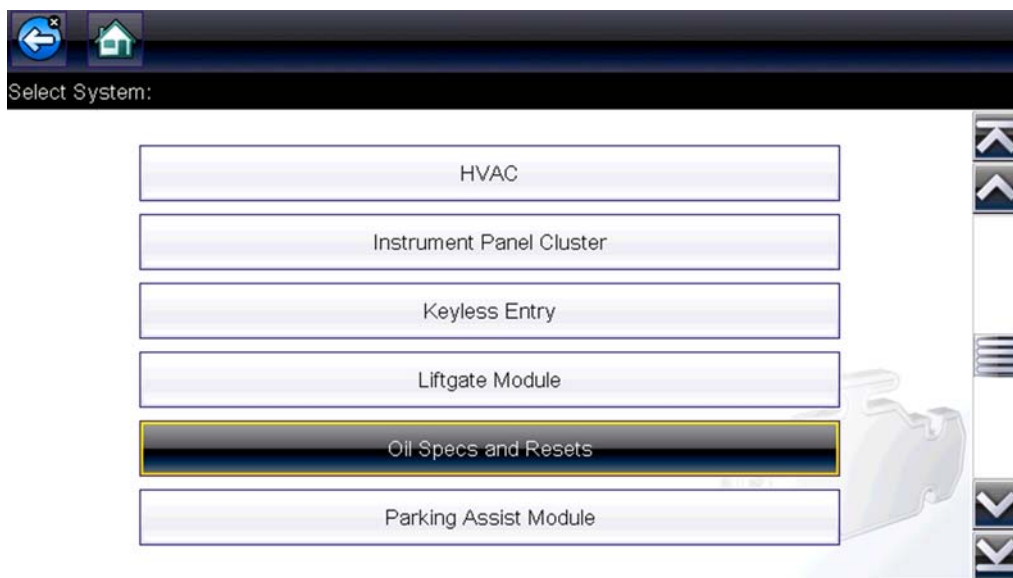 Select System:
HVAC
Instrument Panel Cluster
Keyless Entry
Liftgate Module
Oil Specs and Resets
Parking Assist Module